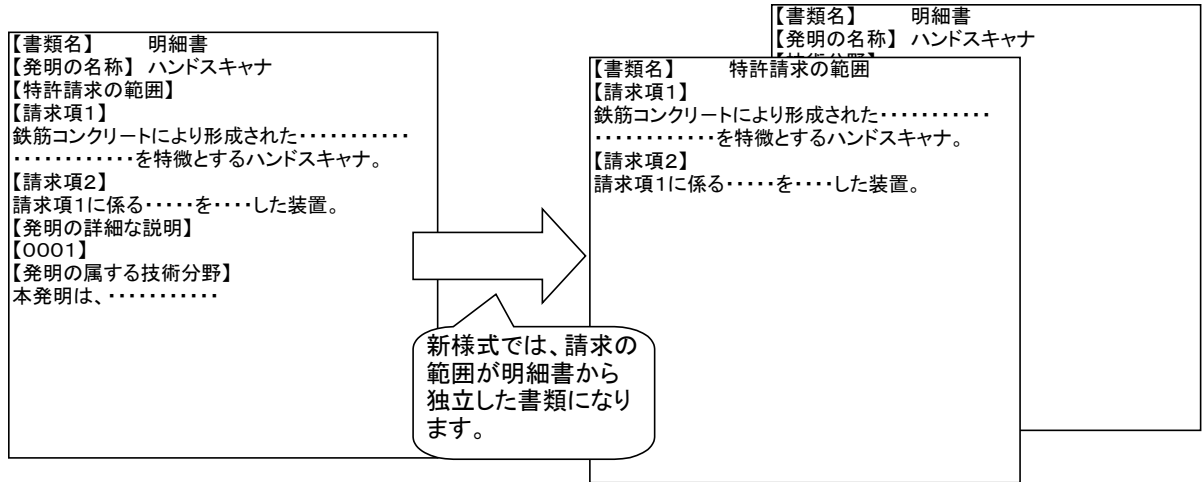 【書類名】 明細書
【発明の名称】 ハンドスキャナ
【特許請求の範囲】
【請求項1】
鉄筋コンクリートにより形成された・・・・・・・・・・・
・・・・・・・・・・・・を特徴とするハンドスキャナ。
【請求項2】
請求項1に係る・・・・・を・・・・した装置。
【発明の詳細な説明】
【0001】
【発明の属する技術分野】
本発明は、・・・・・・・・・・・
新様式では、請求の
範囲が明細書から
独立した書類になり
ます。
【書類名】 特許請求の範囲
【請求項1】
鉄筋コンクリートにより形成された・・・・・・・・・・・
・・・・・・・・・・・・を特徴とするハンドスキャナ。
【請求項2】
請求項1に係る・・・・・を・・・・した装置。
【書類名】 明細書
【発明の名称】 ハンドスキャナ